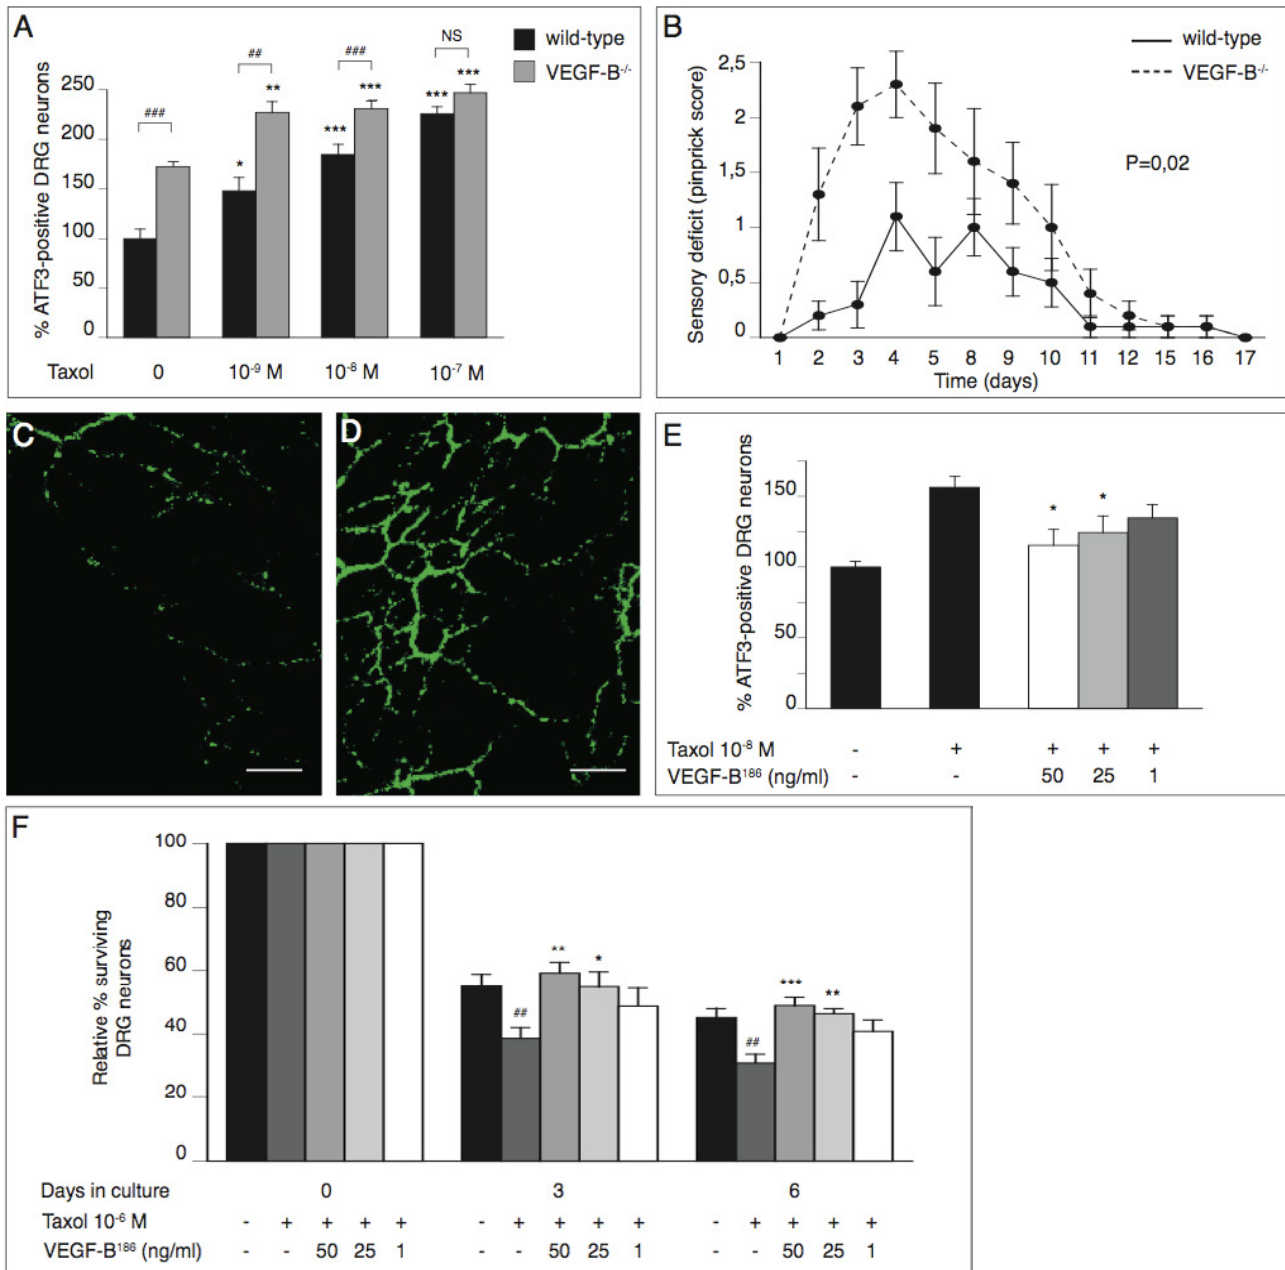 A
wild-type
VEGF-B-/-
% ATF3-positive DRG neurons
250
200
150
100
50
0
###
*
##
**
***
###
***
***
NS
***
Taxol 0 10-9 M 10-8 M 10-7 M
B
wild-type
VEGF-B-/-
P=0,02
Sensory deficit (pinprick score)
2,5
2
1,5
1
0,5
0
1 2 3 4 5 8 9 10 11 12 15 16 17
Time (days)
C
D
E
% ATF3-positive DRG neurons
150
100
50
0
* *
Taxol 10-8 M - + + + +
VEGF-B186 (ng/ml) - - 50 25 1
F
Relative % surviving
DRG neurons
100
80
60
40
20
0
## ** *
## *** **
Days in culture 0 3 6
Taxol 10-6 M - + + + + - + + + + - + + + +
VEGF-B186 (ng/ml) - - 50 25 1 - - 50 25 1 - - 50 25 1